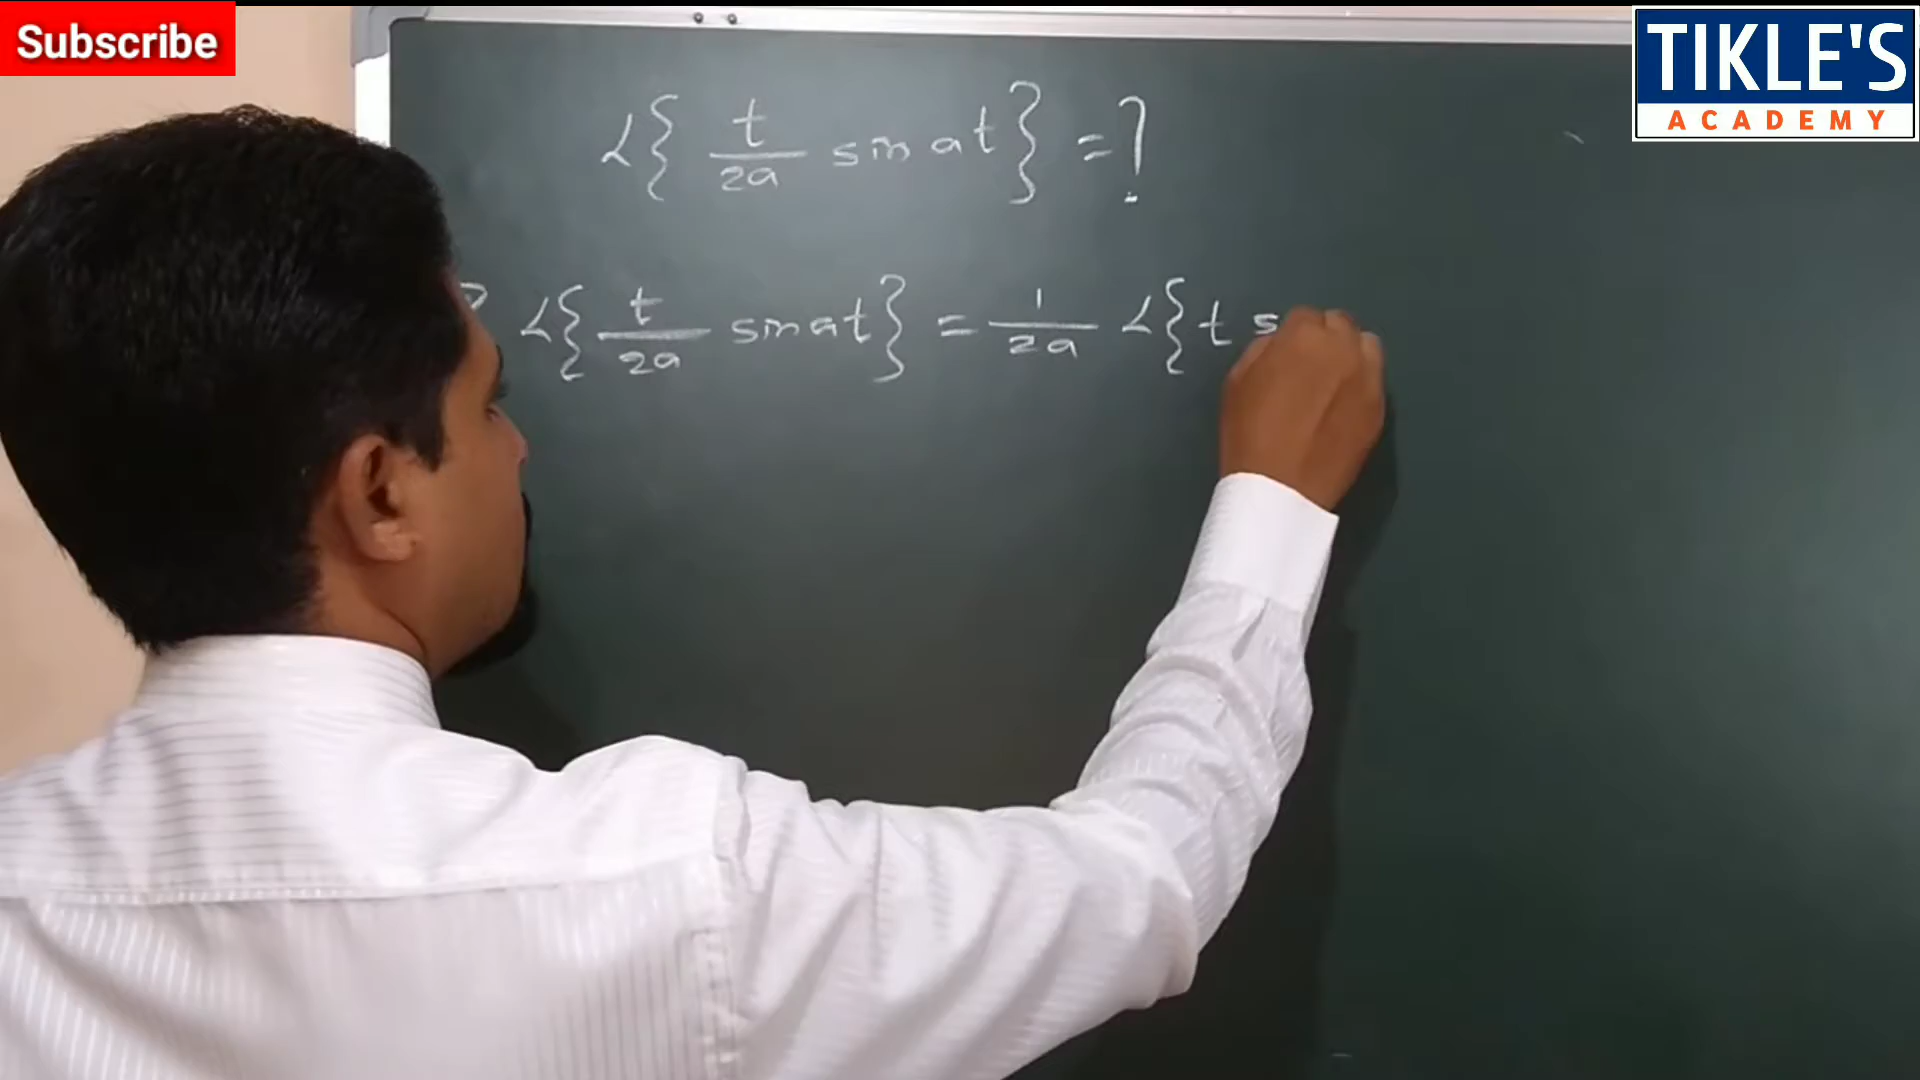 Subscribe
TIKLE'S
ACADEMY
L{ t/2a sin at} = ?
L{ t/2a sin at} = 1/2a L{ t s